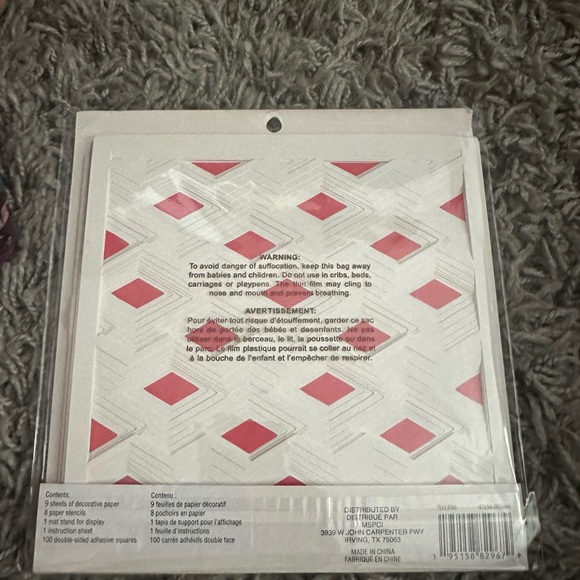 WARNING:
To avoid danger of suffocation, keep this bag away
from babies and children. Do not use in cribs, beds,
carriages or playpens. The thin film may cling to
nose and mouth and prevent breathing.
AVERTISSEMENT:
Pour éviter tout risque d'étouffement, garder ce sac
hors de portée des bébés et desenfants. Ne pas
l'utiliser dans le berceau, le lit, la poussette ou dans
le parc. Le film plastique pourrait se coller au nez et
à la bouche de l'enfant et l'empêcher de respirer.
Contents:
9 sheets of decorative paper
8 paper stencils
1 mat stand for display
1 instruction sheet
100 double-sided adhesive squares
Contenu :
9 feuilles de papier décoratif
8 pochoirs en papier
1 tapis de support pour l'affichage
1 feuille d'instructions
100 carrés adhésifs double face
DISTRIBUTED BY
DISTRIBUÉ PAR
MSPCI
3939 W JOHN CARPENTER FWY
IRVING, TX 75063
MADE IN CHINA
FABRIQUÉ EN CHINE
1 95158 82967